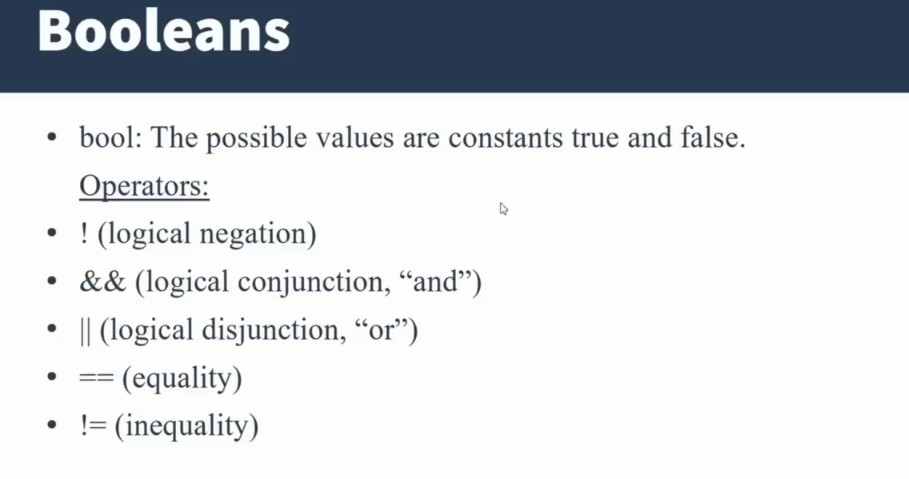 Booleans
• bool: The possible values are constants true and false.
Operators:
• ! (logical negation)
• && (logical conjunction, “and”)
• || (logical disjunction, “or”)
• == (equality)
• != (inequality)